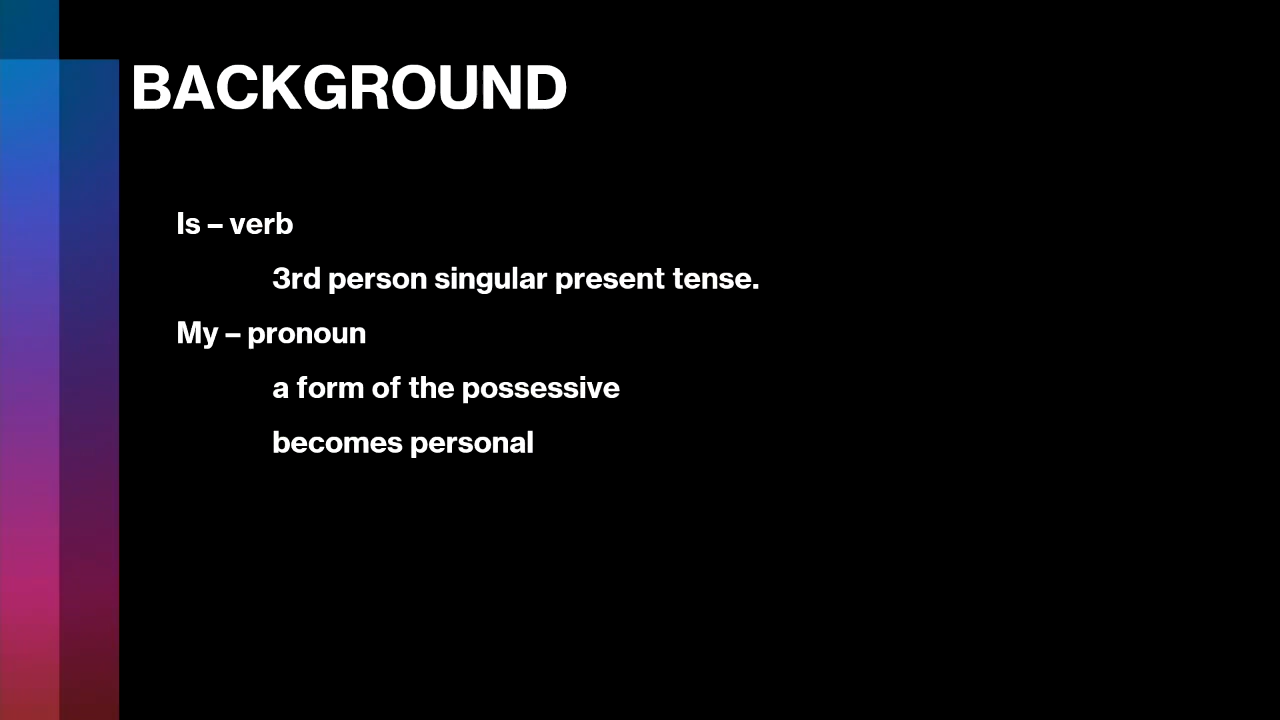 BACKGROUND
Is – verb
3rd person singular present tense.
My – pronoun
a form of the possessive
becomes personal